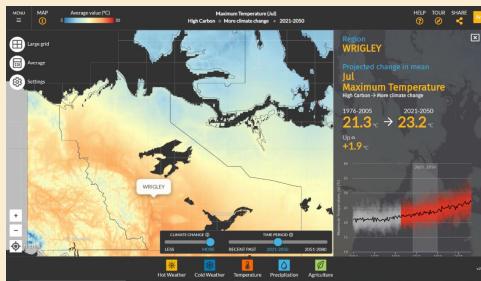 MENU
MAP
Average value (°C)
Maximum Temperature (Jul)
High Carbon → More climate change • 2021-2050
HELP
TOUR
SHARE
Large grid
Average
Settings
WRIGLEY
+
−
CLIMATE CHANGE
LESS
MORE
TIME PERIOD
RECENT PAST
2021-2050
2051-2080
Hot Weather
Cold Weather
Temperature
Precipitation
Agriculture
Region
WRIGLEY
Projected change in mean
Jul
Maximum Temperature
High Carbon → More climate change
1976-2005
2021-2050
21.3 °C → 23.2 °C
Up
+1.9 °C
2021-2050